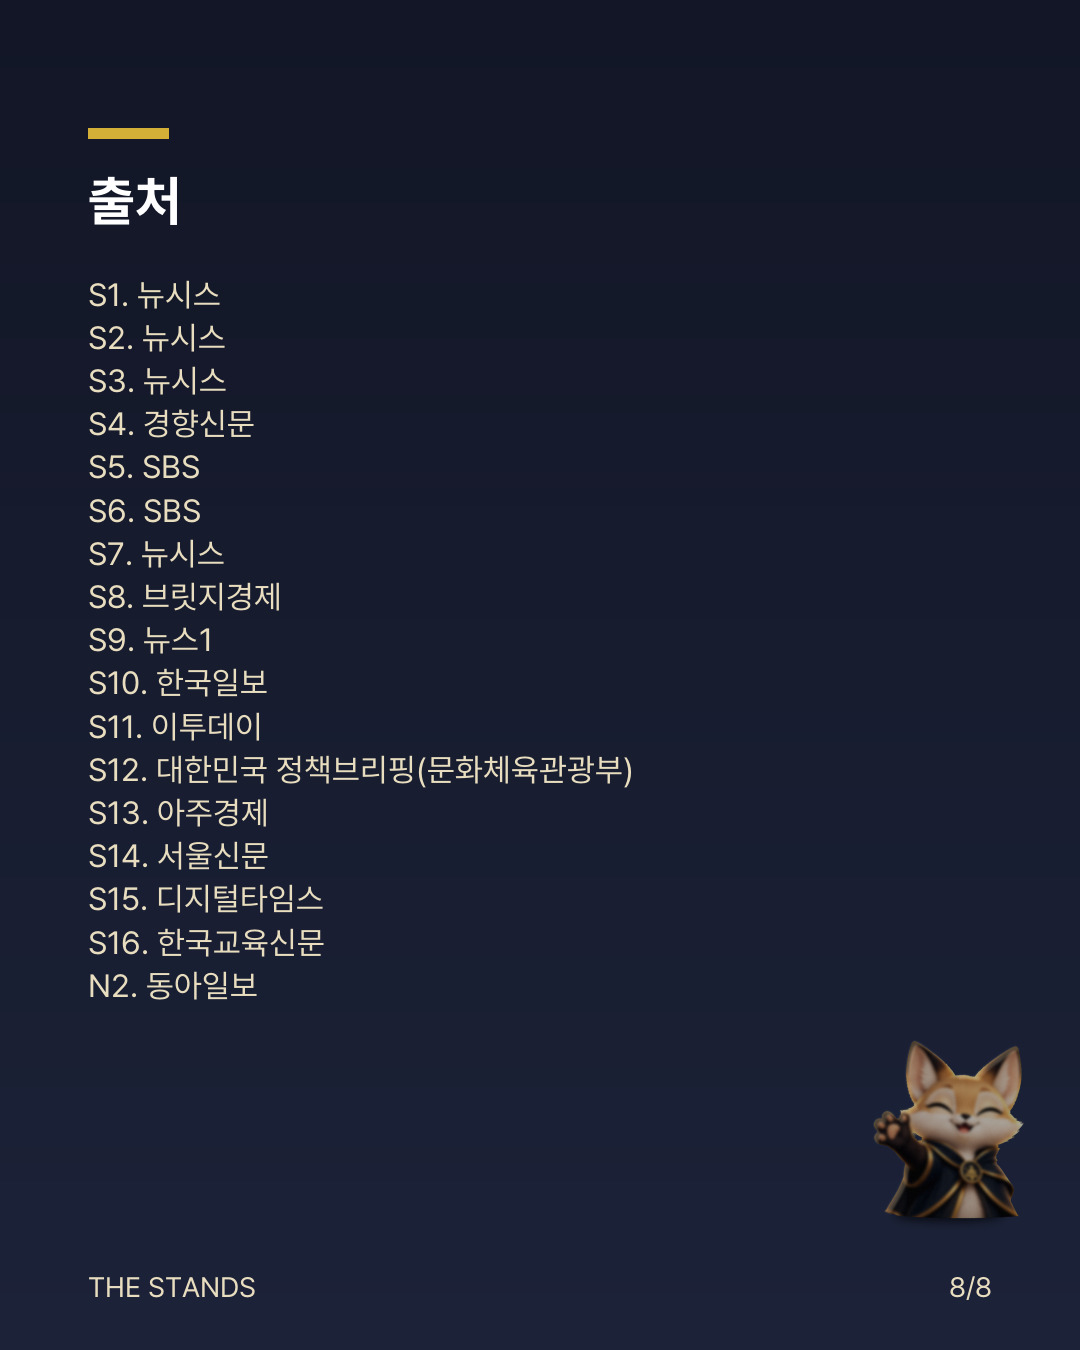 출처
S1. 뉴시스
S2. 뉴시스
S3. 뉴시스
S4. 경향신문
S5. SBS
S6. SBS
S7. 뉴시스
S8. 브릿지경제
S9. 뉴스1
S10. 한국일보
S11. 이투데이
S12. 대한민국 정책브리핑(문화체육관광부)
S13. 아주경제
S14. 서울신문
S15. 디지털타임스
S16. 한국교육신문
N2. 동아일보
THE STANDS
8/8